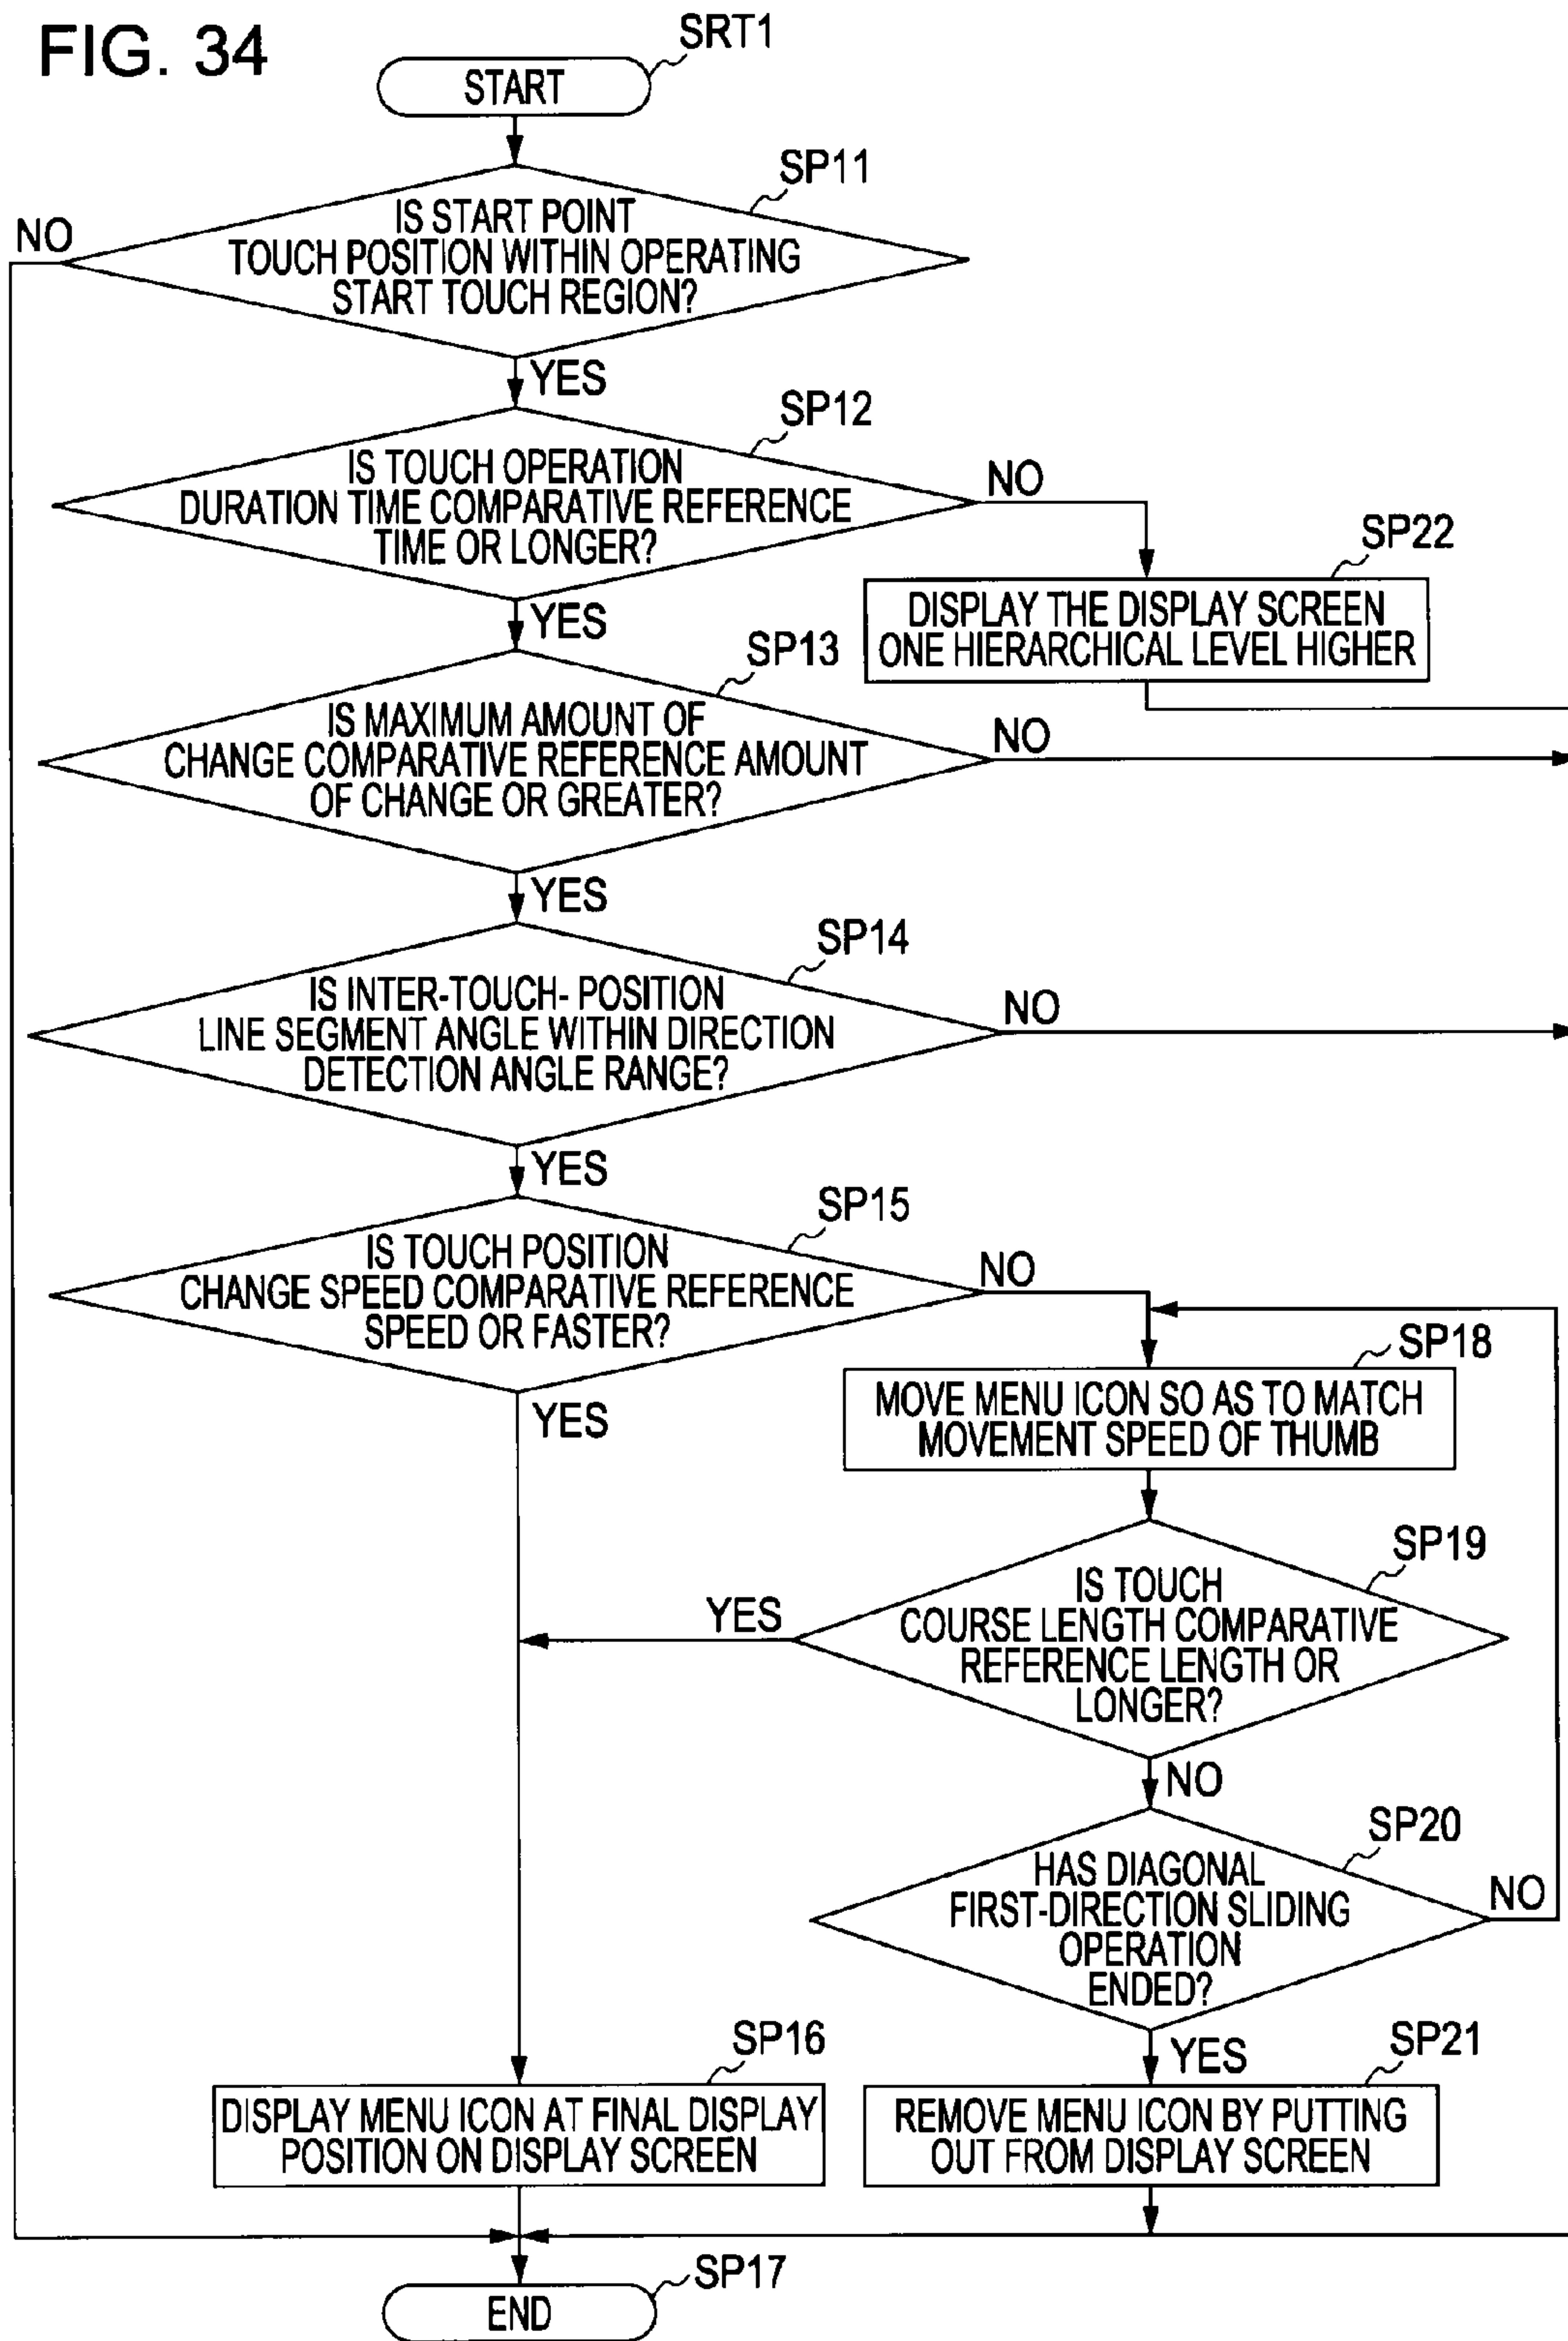 FIG. 34
SRT1
START
SP11
IS START POINT
TOUCH POSITION WITHIN OPERATING
START TOUCH REGION?
NO
YES
SP12
IS TOUCH OPERATION
DURATION TIME COMPARATIVE REFERENCE
TIME OR LONGER?
NO
YES
SP22
DISPLAY THE DISPLAY SCREEN
ONE HIERARCHICAL LEVEL HIGHER
SP13
IS MAXIMUM AMOUNT OF
CHANGE COMPARATIVE REFERENCE AMOUNT
OF CHANGE OR GREATER?
NO
YES
SP14
IS INTER-TOUCH- POSITION
LINE SEGMENT ANGLE WITHIN DIRECTION
DETECTION ANGLE RANGE?
NO
YES
SP15
IS TOUCH POSITION
CHANGE SPEED COMPARATIVE REFERENCE
SPEED OR FASTER?
NO
YES
SP18
MOVE MENU ICON SO AS TO MATCH
MOVEMENT SPEED OF THUMB
SP19
IS TOUCH
COURSE LENGTH COMPARATIVE
REFERENCE LENGTH OR
LONGER?
YES
NO
SP20
HAS DIAGONAL
FIRST-DIRECTION SLIDING
OPERATION
ENDED?
NO
YES
SP16
DISPLAY MENU ICON AT FINAL DISPLAY
POSITION ON DISPLAY SCREEN
SP21
REMOVE MENU ICON BY PUTTING
OUT FROM DISPLAY SCREEN
SP17
END